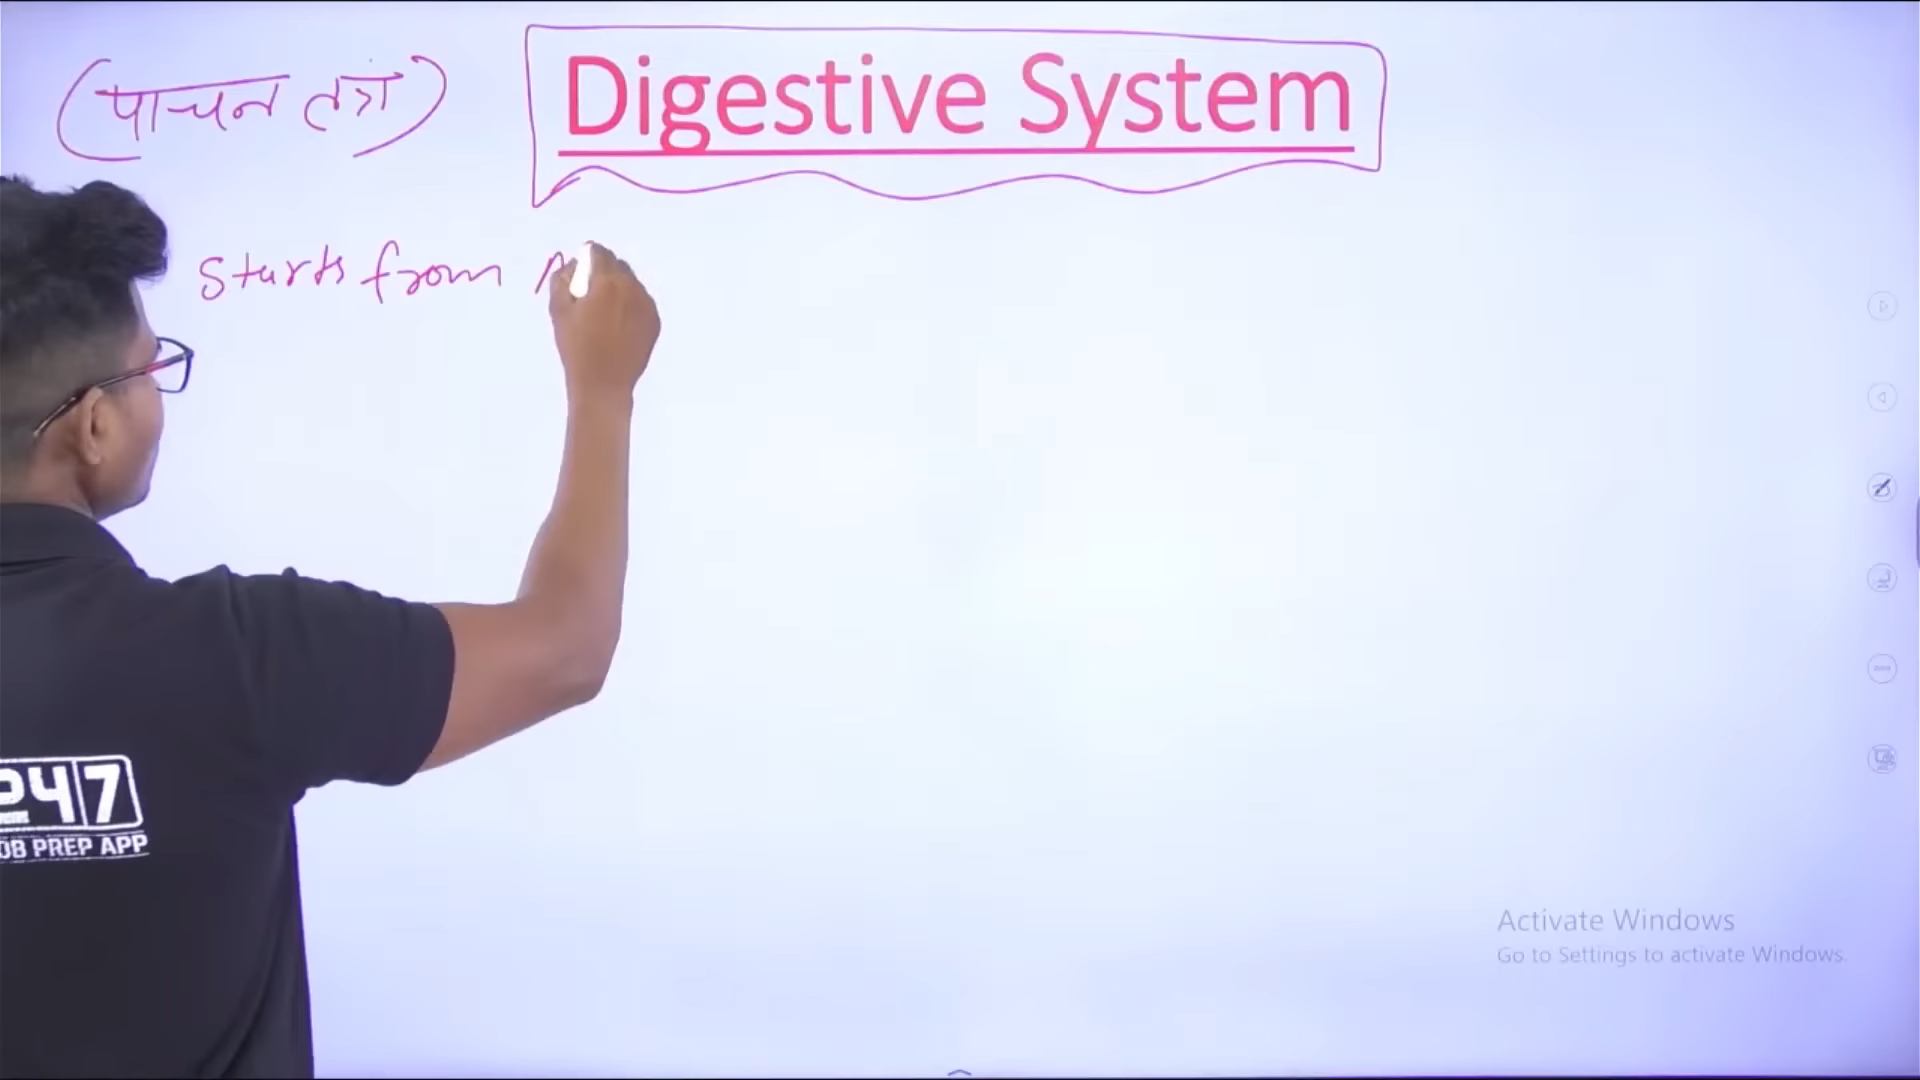 (पाचन तंत्र)
Digestive System
Starts from
247
JOB PREP APP
Activate Windows
Go to Settings to activate Windows.